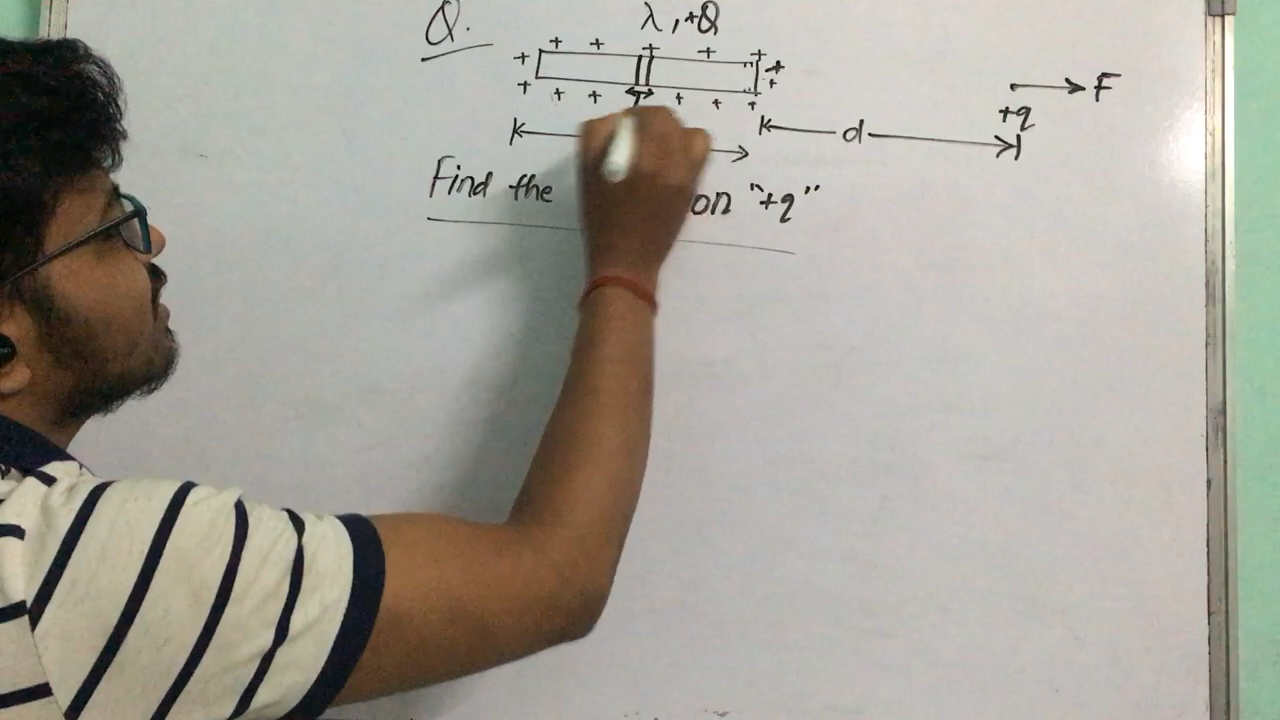 Q. λ, +Q
+ + + + + +
+
+ +
+ + + + + +
F
+q
d
Find the on "+q"